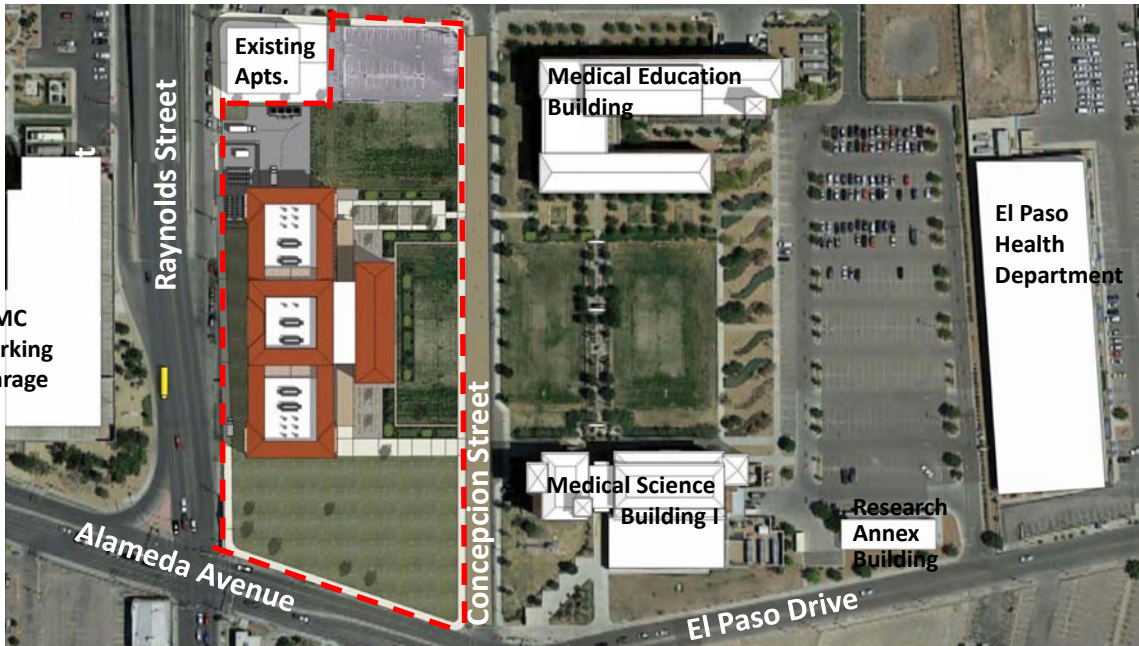 Existing
Apts.
Medical Education
Building
Raynolds Street
El Paso
Health
Department
MC
Concepcion Street
Medical Science
Building I
Research
Annex
Building
Alameda Avenue
El Paso Drive